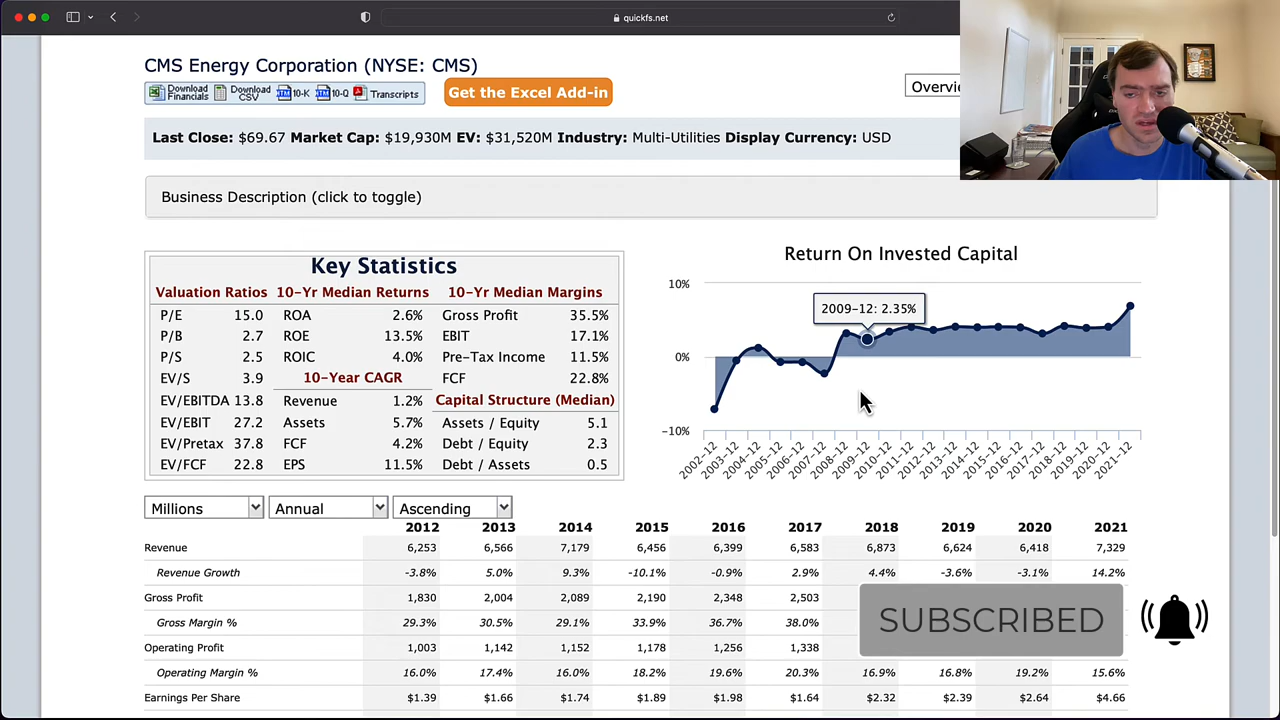 quickfs.net
CMS Energy Corporation (NYSE: CMS)
Download Financials
Download CSV
10-K
10-Q
Transcripts
Get the Excel Add-in
Overvie
Last Close: $69.67 Market Cap: $19,930M EV: $31,520M Industry: Multi-Utilities Display Currency: USD
Business Description (click to toggle)
Key Statistics
Valuation Ratios 10-Yr Median Returns 10-Yr Median Margins
P/E 15.0 ROA 2.6% Gross Profit 35.5%
P/B 2.7 ROE 13.5% EBIT 17.1%
P/S 2.5 ROIC 4.0% Pre-Tax Income 11.5%
EV/S 3.9 10-Year CAGR FCF 22.8%
EV/EBITDA 13.8 Revenue 1.2% Capital Structure (Median)
EV/EBIT 27.2 Assets 5.7% Assets / Equity 5.1
EV/Pretax 37.8 FCF 4.2% Debt / Equity 2.3
EV/FCF 22.8 EPS 11.5% Debt / Assets 0.5
Return On Invested Capital
10%
2009-12: 2.35%
0%
-10%
2002-12 2003-12 2004-12 2005-12 2006-12 2007-12 2008-12 2009-12 2010-12 2011-12 2012-12 2013-12 2014-12 2015-12 2016-12 2017-12 2018-12 2019-12 2020-12 2021-12
Millions Annual Ascending
2012 2013 2014 2015 2016 2017 2018 2019 2020 2021
Revenue 6,253 6,566 7,179 6,456 6,399 6,583 6,873 6,624 6,418 7,329
Revenue Growth -3.8% 5.0% 9.3% -10.1% -0.9% 2.9% 4.4% -3.6% -3.1% 14.2%
Gross Profit 1,830 2,004 2,089 2,190 2,348 2,503
Gross Margin % 29.3% 30.5% 29.1% 33.9% 36.7% 38.0%
SUBSCRIBED
Operating Profit 1,003 1,142 1,152 1,178 1,256 1,338
Operating Margin % 16.0% 17.4% 16.0% 18.2% 19.6% 20.3% 16.9% 16.8% 19.2% 15.6%
Earnings Per Share $1.39 $1.66 $1.74 $1.89 $1.98 $1.64 $2.32 $2.39 $2.64 $4.66